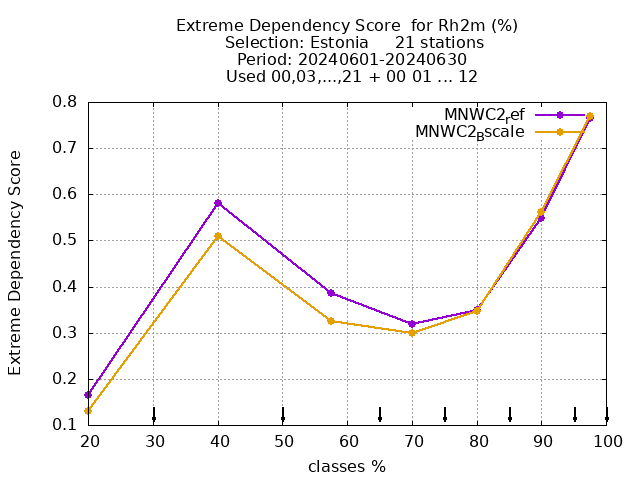 Extreme Dependency Score  for Rh2m (%)
Selection: Estonia     21 stations
Period: 20240601-20240630
Used 00,03,...,21 + 00 01 ... 12
MNWC2ref
MNWC2Bscale
Extreme Dependency Score
0.8
0.7
0.6
0.5
0.4
0.3
0.2
0.1
20 30 40 50 60 70 80 90 100
classes %